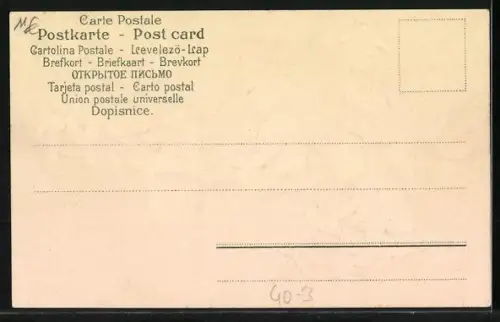 Carte Postale
Postkarte - Post card
Cartolina Postale - Levelezö-Lap
Brefkort - Briefkaart - Brevkort
ОТКРЫТОЕ ПИСЬМО
Tarjeta postal - Carto postal
Union postale universelle
Dopisnice.
40-3